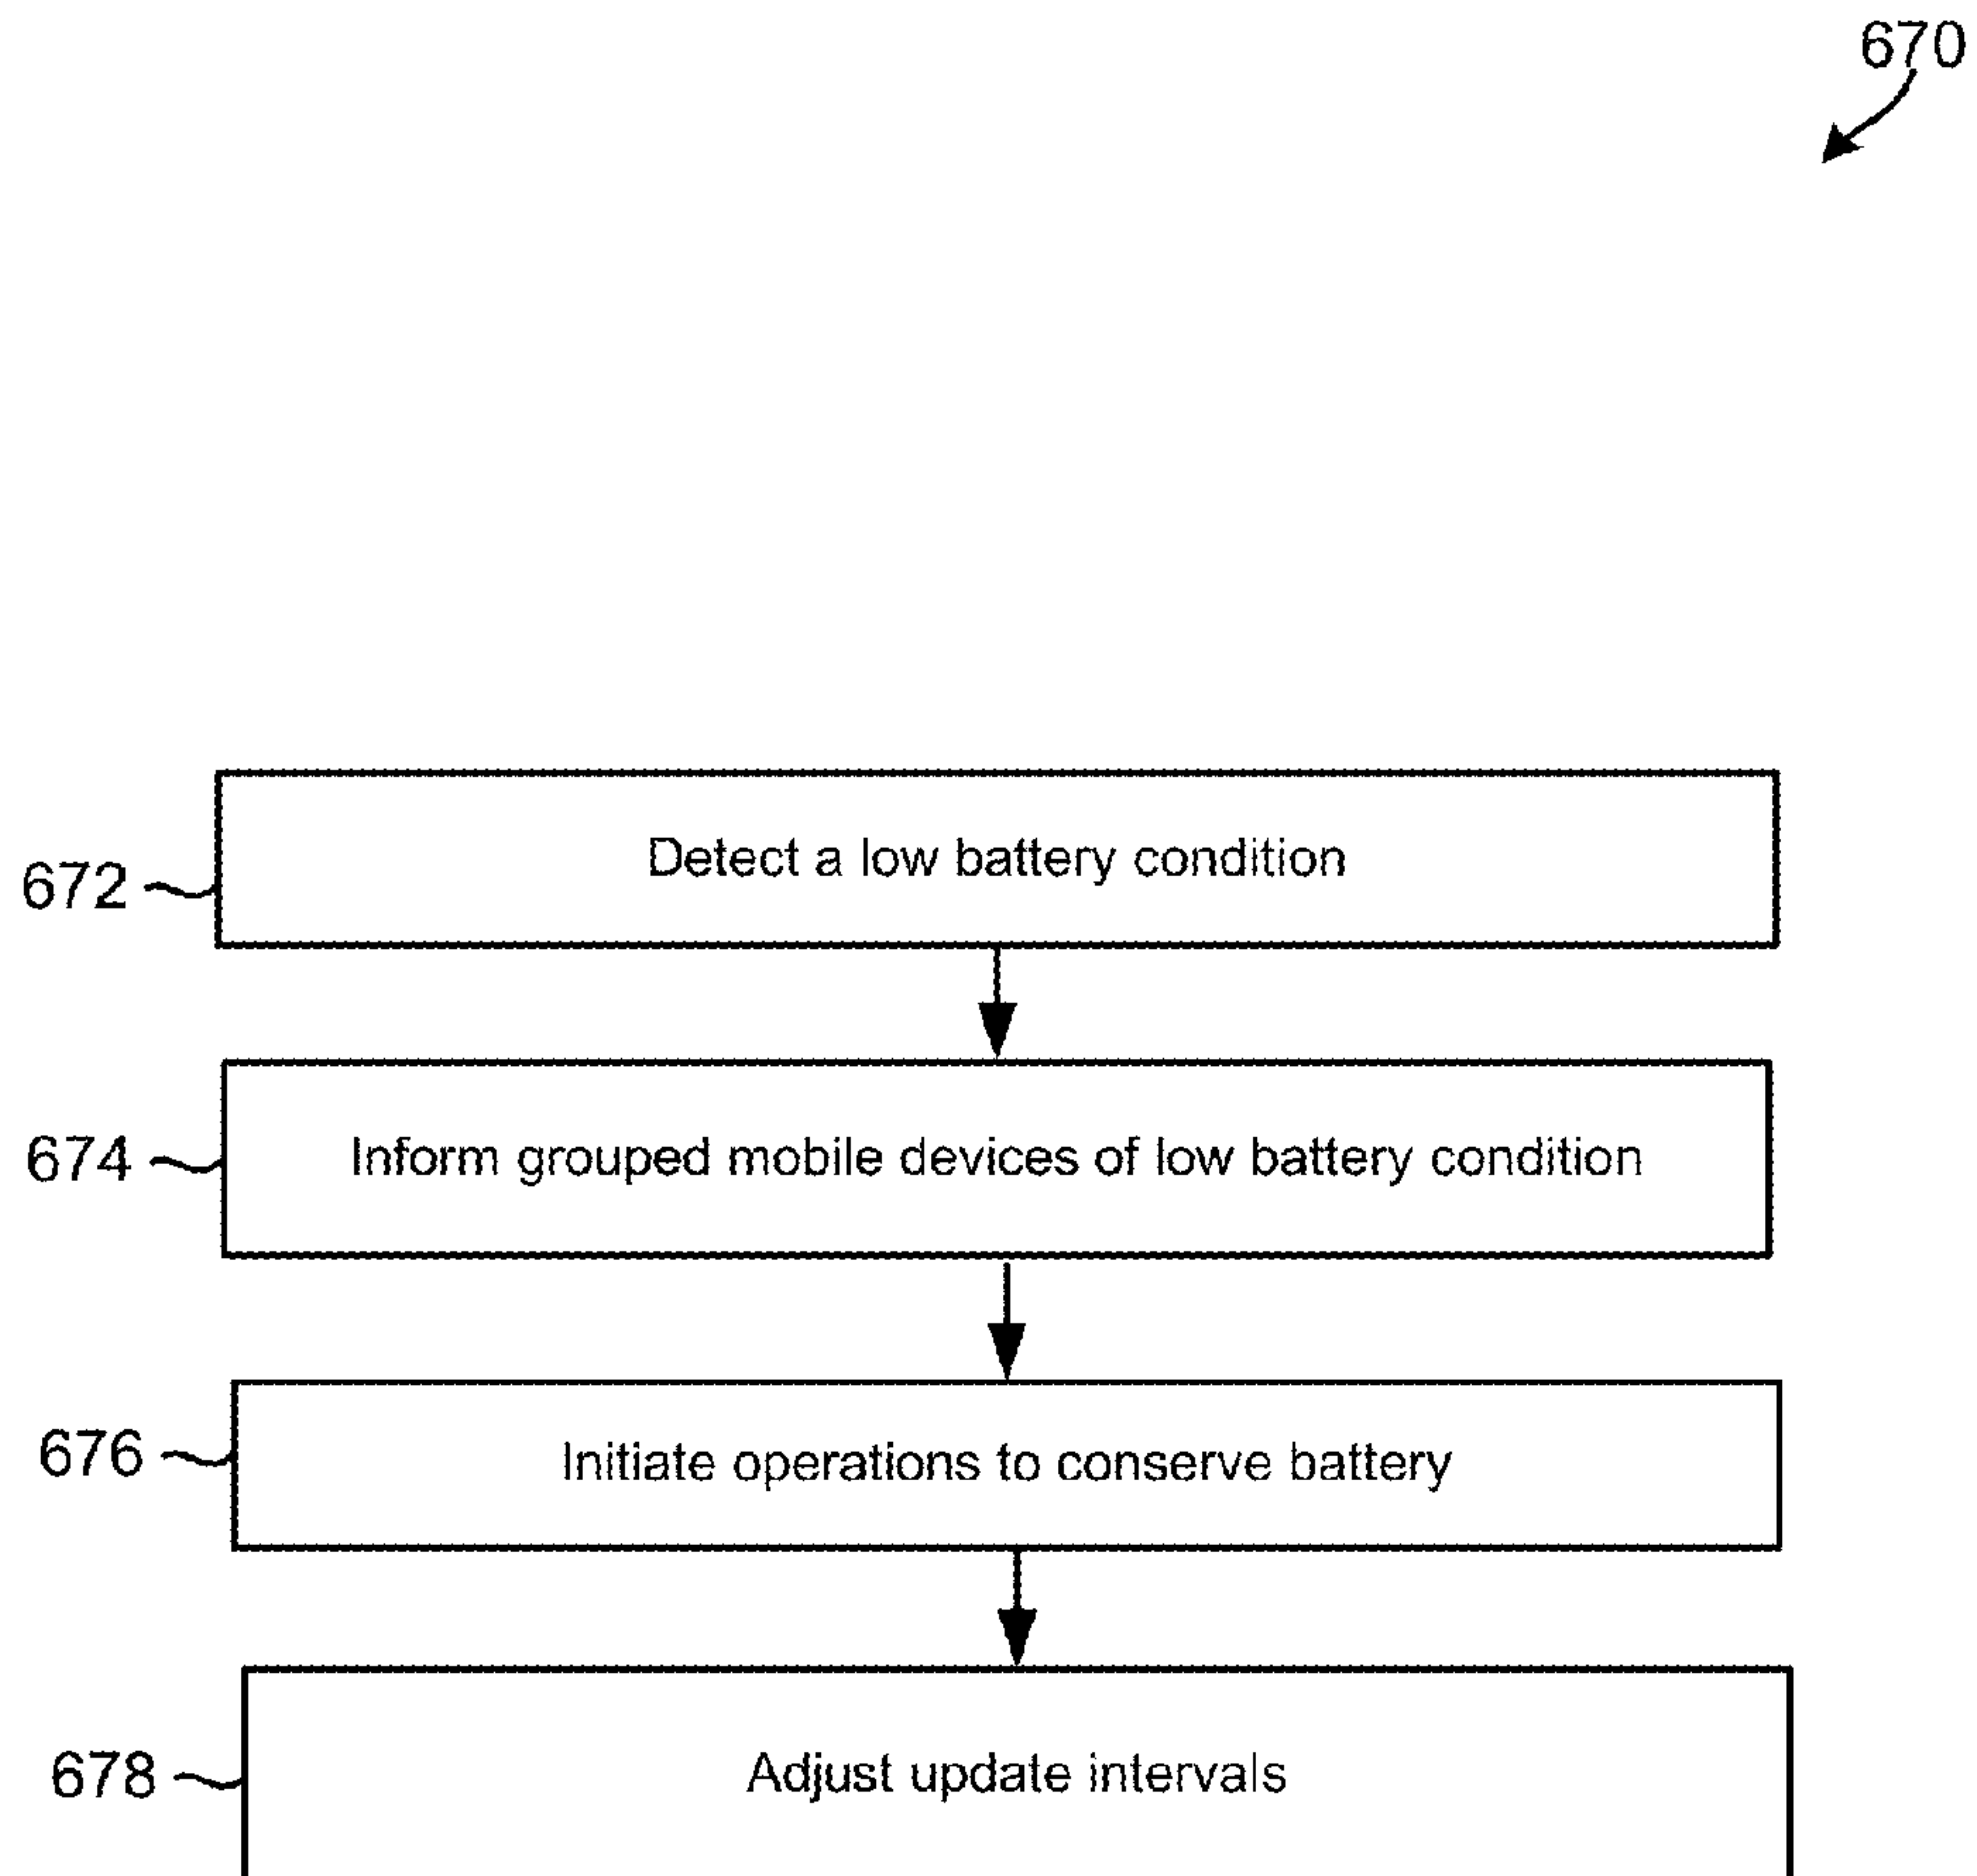 670
672
Detect a low battery condition
674
Inform grouped mobile devices of low battery condition
676
Initiate operations to conserve battery
678
Adjust update intervals